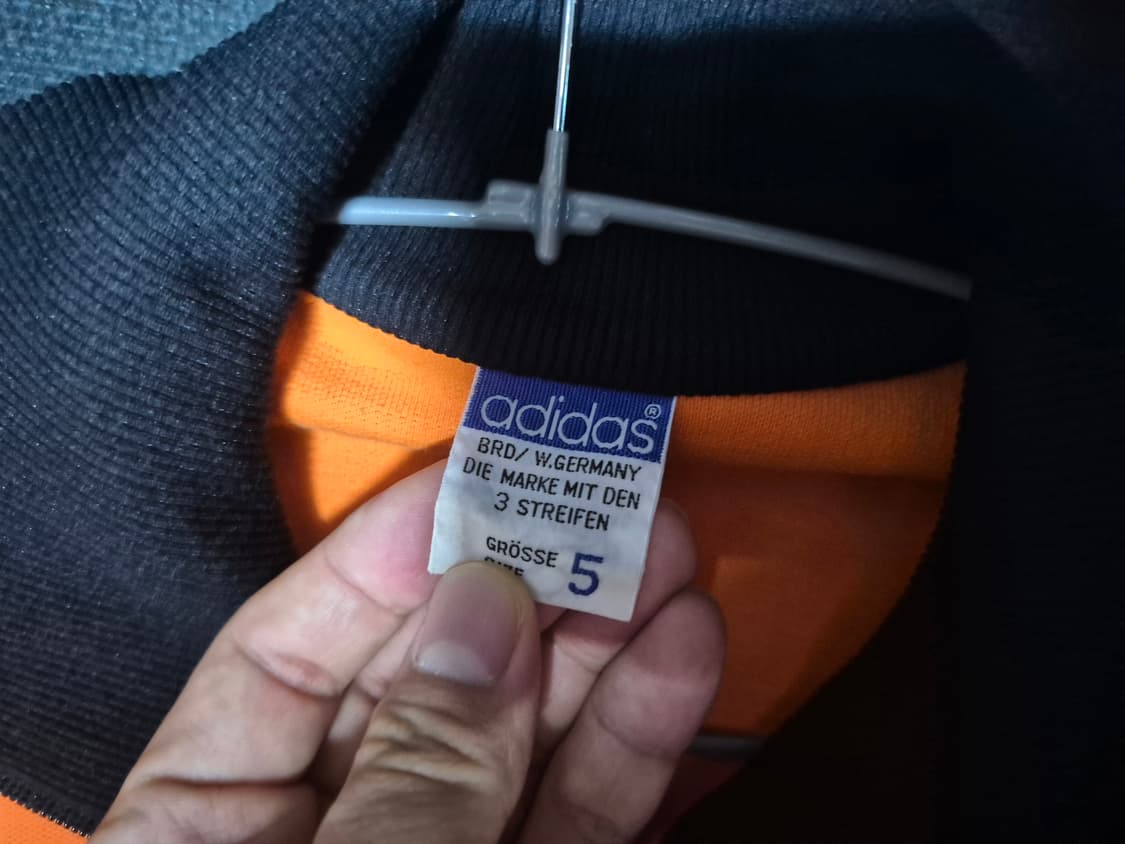 adidas®
BRD/ W.GERMANY
DIE MARKE MIT DEN
3 STREIFEN
GRÖSSE 5